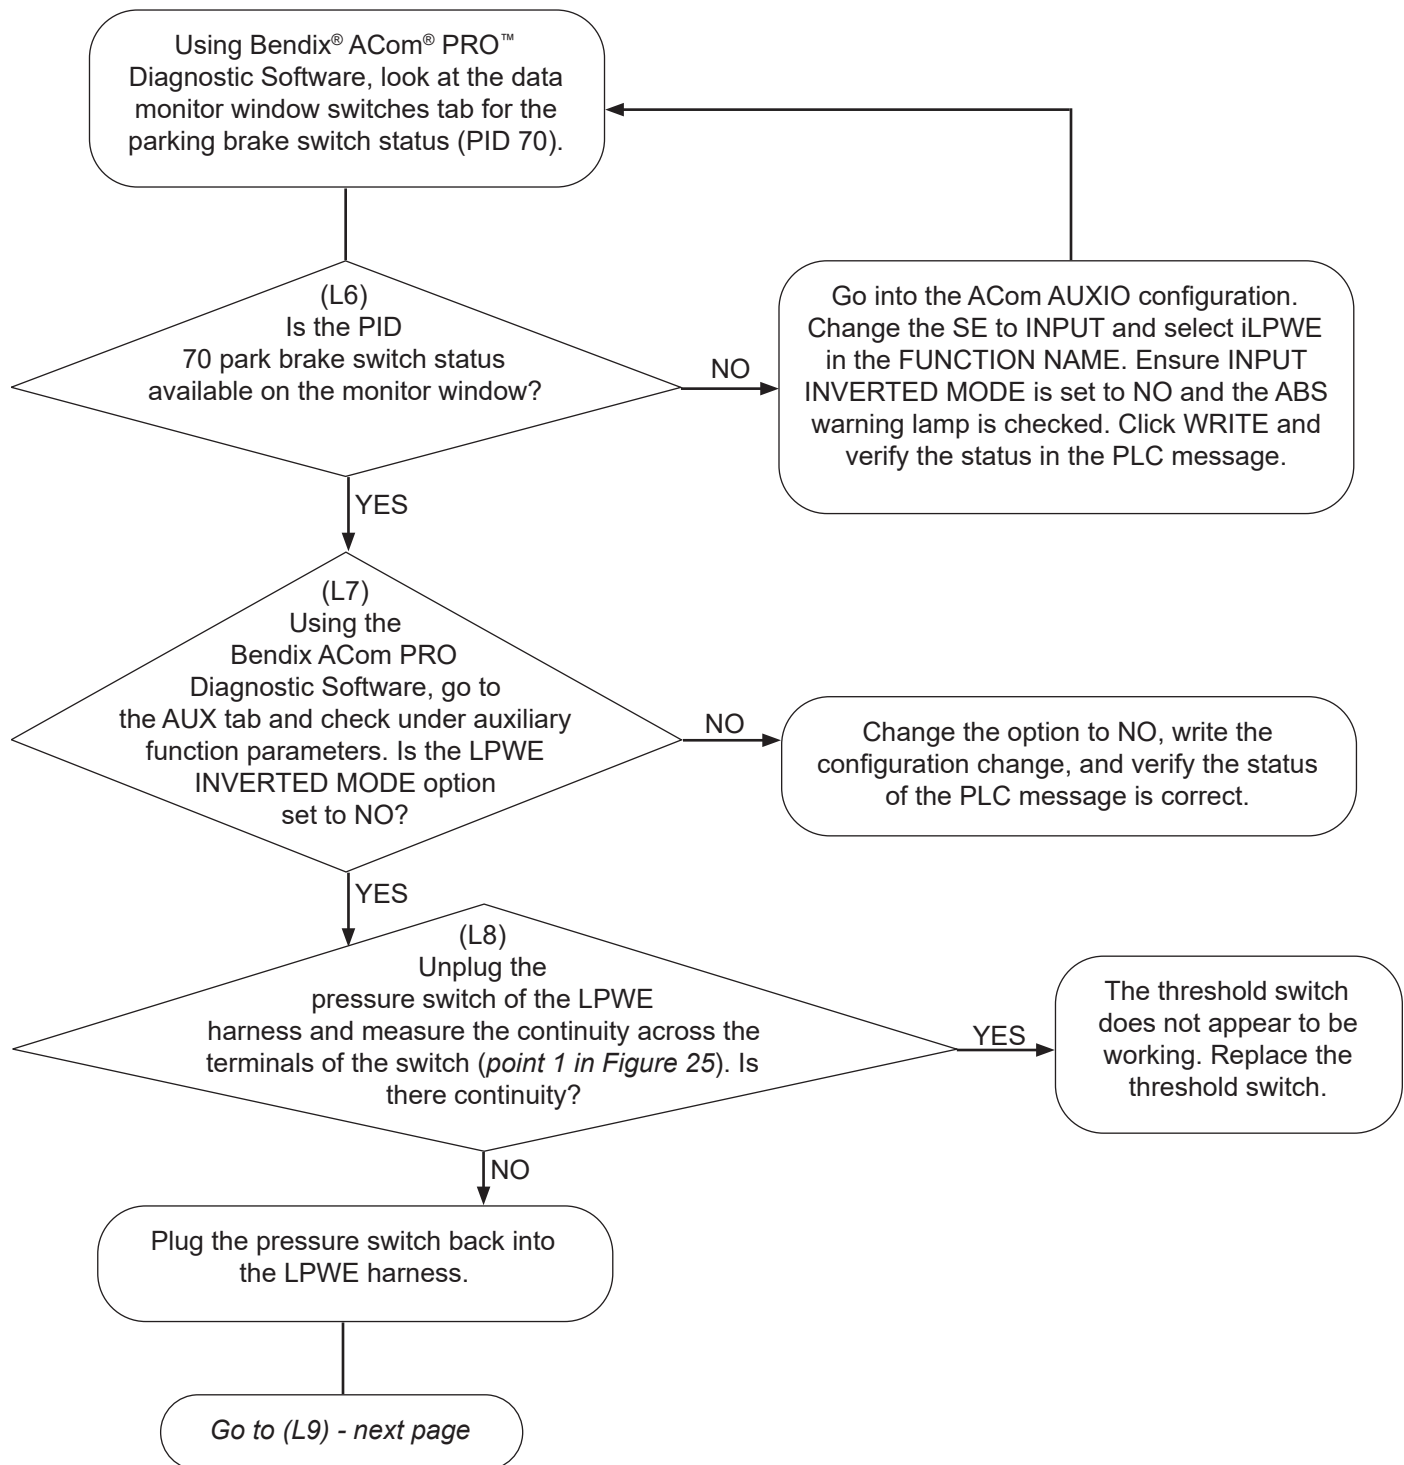 Using Bendix® ACom® PRO™
Diagnostic Software, look at the data
monitor window switches tab for the
parking brake switch status (PID 70).
(L6)
Is the PID
70 park brake switch status
available on the monitor window?
NO
Go into the ACom AUXIO configuration.
Change the SE to INPUT and select iLPWE
in the FUNCTION NAME. Ensure INPUT
INVERTED MODE is set to NO and the ABS
warning lamp is checked. Click WRITE and
verify the status in the PLC message.
YES
(L7)
Using the
Bendix ACom PRO
Diagnostic Software, go to
the AUX tab and check under auxiliary
function parameters. Is the LPWE
INVERTED MODE option
set to NO?
NO
Change the option to NO, write the
configuration change, and verify the status
of the PLC message is correct.
YES
(L8)
Unplug the
pressure switch of the LPWE
harness and measure the continuity across the
terminals of the switch (point 1 in Figure 25). Is
there continuity?
YES
The threshold switch
does not appear to be
working. Replace the
threshold switch.
NO
Plug the pressure switch back into
the LPWE harness.
Go to (L9) - next page